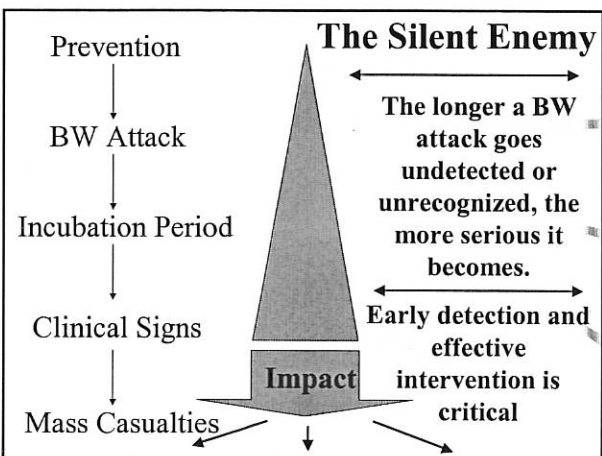 The Silent Enemy
Prevention
BW Attack
Incubation Period
Clinical Signs
Mass Casualties
The longer a BW
attack goes
undetected or
unrecognized, the
more serious it
becomes.
Early detection and
effective
intervention is
critical
Impact